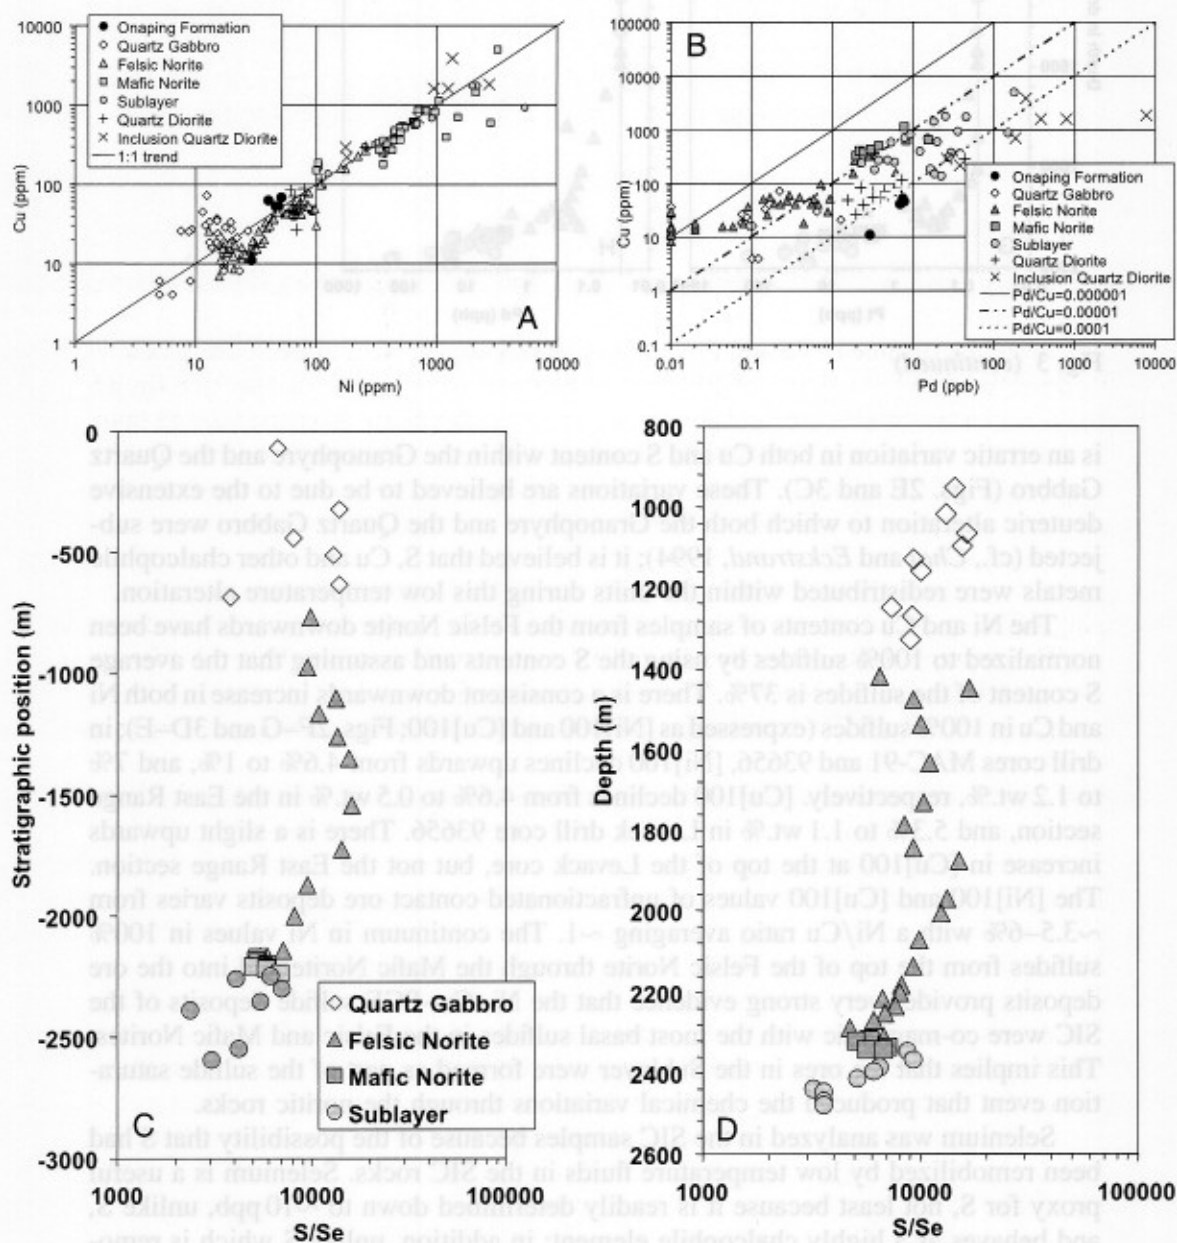 10000
1000
100
10
1
Cu (ppm)
Onaping Formation
Quartz Gabbro
Felsic Norite
Mafic Norite
Sublayer
Quartz Diorite
Inclusion Quartz Diorite
1:1 trend
A
1 10 100 1000 10000
Ni (ppm)
100000
10000
1000
100
10
1
0.1
Cu (ppm)
B
Onaping Formation
Quartz Gabbro
Felsic Norite
Mafic Norite
Sublayer
Quartz Diorite
Inclusion Quartz Diorite
Pd/Cu=0.000001
Pd/Cu=0.00001
Pd/Cu=0.0001
0.01 0.1 1 10 100 1000 10000
Pd (ppb)
0
-500
-1000
-1500
-2000
-2500
-3000
Stratigraphic position (m)
Quartz Gabbro
Felsic Norite
Mafic Norite
Sublayer
C
1000 10000 100000
S/Se
800
1000
1200
1400
1600
1800
2000
2200
2400
2600
Depth (m)
D
1000 10000 100000
S/Se